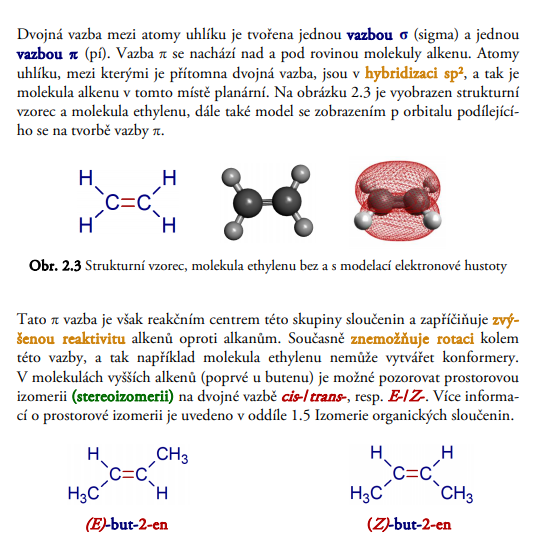 Dvojná vazba mezi atomy uhlíku je tvořena jednou vazbou σ (sigma) a jednou
vazbou π (pí). Vazba π se nachází nad a pod rovinou molekuly alkenu. Atomy
uhlíku, mezi kterými je přítomna dvojná vazba, jsou v hybridizaci sp², a tak je
molekula alkenu v tomto místě planární. Na obrázku 2.3 je vyobrazen strukturní
vzorec a molekula ethylenu, dále také model se zobrazením p orbitalu podílející-
ho se na tvorbě vazby π.
H H
C=C
H H
Obr. 2.3 Strukturní vzorec, molekula ethylenu bez a s modelací elektronové hustoty
Tato π vazba je však reakčním centrem této skupiny sloučenin a zapříčiňuje zvý-
šenou reaktivitu alkenů oproti alkanům. Současně znemožňuje rotaci kolem
této vazby, a tak například molekula ethylenu nemůže vytvářet konformery.
V molekulách vyšších alkenů (poprvé u butenu) je možné pozorovat prostorovou
izomerii (stereoizomerii) na dvojné vazbě cis-/trans-, resp. E-/Z-. Více informa-
cí o prostorové izomerii je uvedeno v oddíle 1.5 Izomerie organických sloučenin.
H CH₃
C=C
H₃C H
(E)-but-2-en
H H
C=C
H₃C CH₃
(Z)-but-2-en